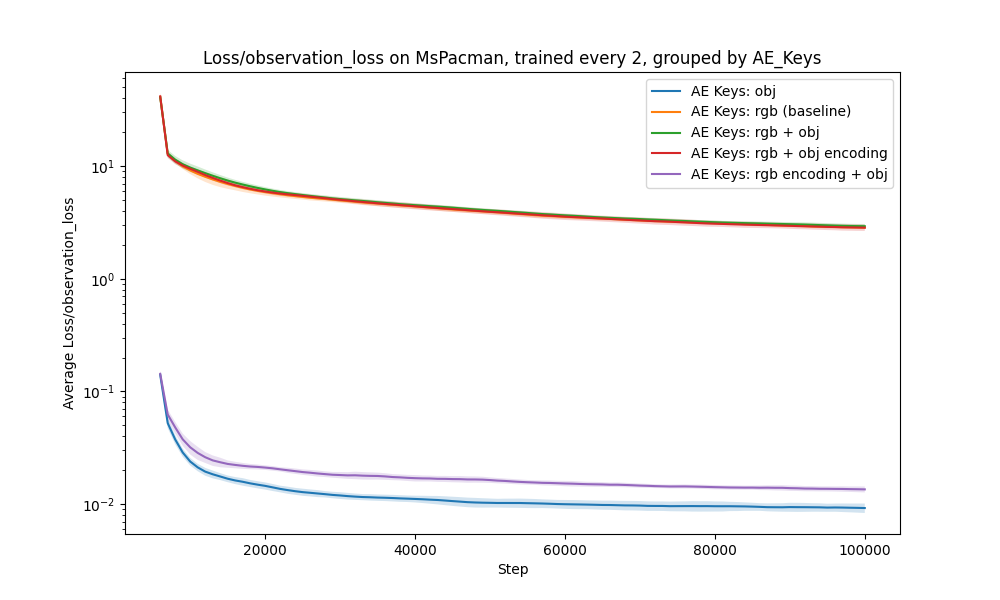 Loss/observation_loss on MsPacman, trained every 2, grouped by AE_Keys
AE Keys: obj
AE Keys: rgb (baseline)
AE Keys: rgb + obj
AE Keys: rgb + obj encoding
AE Keys: rgb encoding + obj
Average Loss/observation_loss
10¹
10⁰
10⁻¹
10⁻²
20000 40000 60000 80000 100000
Step